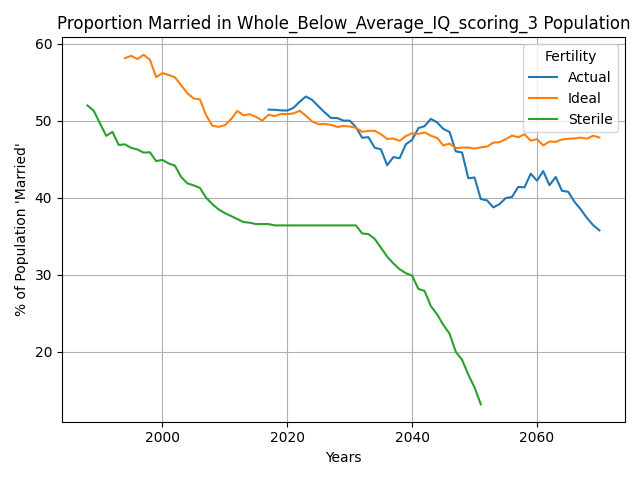 Proportion Married in Whole_Below_Average_IQ_scoring_3 Population
60
50
40
30
20
% of Population 'Married'
Fertility
Actual
Ideal
Sterile
2000
2020
2040
2060
Years